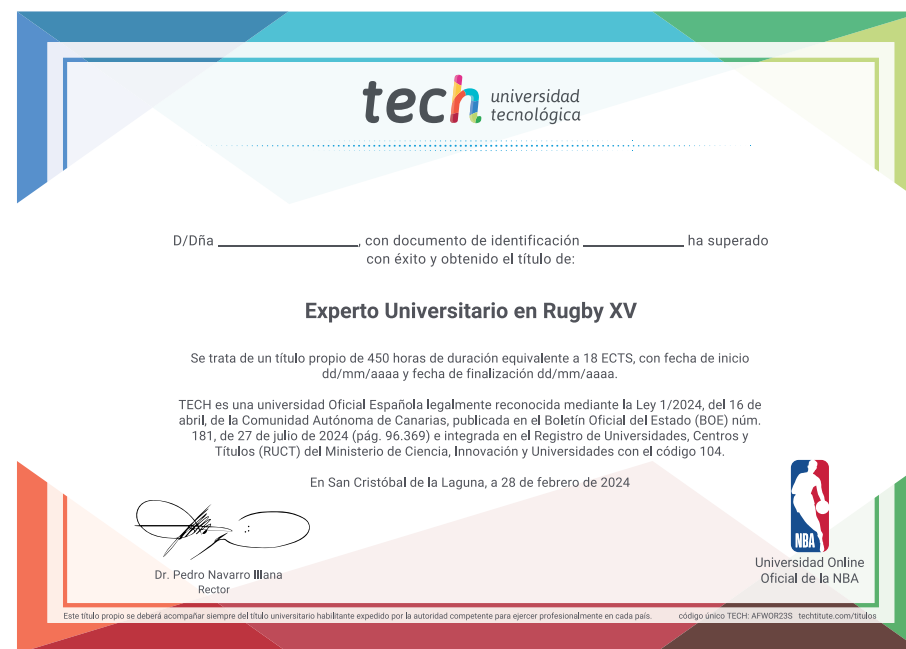 tech universidad
tecnológica
D/Dña ____________________, con documento de identificación ______________ ha superado
con éxito y obtenido el título de:
Experto Universitario en Rugby XV
Se trata de un título propio de 450 horas de duración equivalente a 18 ECTS, con fecha de inicio
dd/mm/aaaa y fecha de finalización dd/mm/aaaa.
TECH es una universidad Oficial Española legalmente reconocida mediante la Ley 1/2024, del 16 de
abril, de la Comunidad Autónoma de Canarias, publicada en el Boletín Oficial del Estado (BOE) núm.
181, de 27 de julio de 2024 (pág. 96.369) e integrada en el Registro de Universidades, Centros y
Títulos (RUCT) del Ministerio de Ciencia, Innovación y Universidades con el código 104.
En San Cristóbal de la Laguna, a 28 de febrero de 2024
Dr. Pedro Navarro Illana
Rector
NBA
Universidad Online
Oficial de la NBA
Este título propio se deberá acompañar siempre del título universitario habilitante expedido por la autoridad competente para ejercer profesionalmente en cada país.
código único TECH: AFWOR23S techtitute.com/titulos